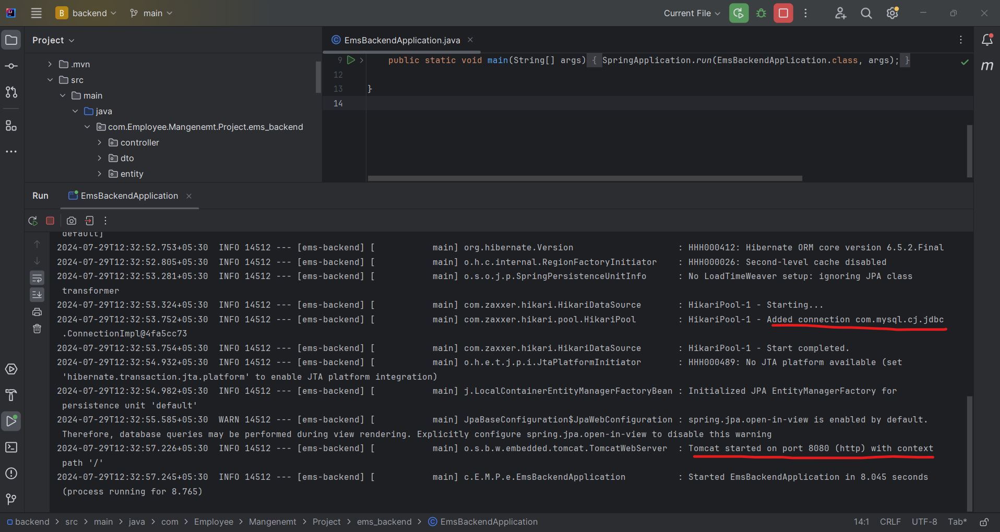 B backend main Current File
Project
EmsBackendApplication.java
.mvn
src
main
java
com.Employee.Mangenemt.Project.ems_backend
controller
dto
entity
9 public static void main(String[] args) { SpringApplication.run(EmsBackendApplication.class, args); }
12
13 }
14
m
Run EmsBackendApplication
default]
2024-07-29T12:32:52.753+05:30  INFO 14512 --- [ems-backend] [           main] org.hibernate.Version                    : HHH000412: Hibernate ORM core version 6.5.2.Final
2024-07-29T12:32:52.805+05:30  INFO 14512 --- [ems-backend] [           main] o.h.c.internal.RegionFactoryInitiator    : HHH000026: Second-level cache disabled
2024-07-29T12:32:53.281+05:30  INFO 14512 --- [ems-backend] [           main] o.s.o.j.p.SpringPersistenceUnitInfo      : No LoadTimeWeaver setup: ignoring JPA class
transformer
2024-07-29T12:32:53.324+05:30  INFO 14512 --- [ems-backend] [           main] com.zaxxer.hikari.HikariDataSource       : HikariPool-1 - Starting...
2024-07-29T12:32:53.752+05:30  INFO 14512 --- [ems-backend] [           main] com.zaxxer.hikari.pool.HikariPool        : HikariPool-1 - Added connection com.mysql.cj.jdbc
.ConnectionImpl@4fa5cc73
2024-07-29T12:32:53.754+05:30  INFO 14512 --- [ems-backend] [           main] com.zaxxer.hikari.HikariDataSource       : HikariPool-1 - Start completed.
2024-07-29T12:32:54.932+05:30  INFO 14512 --- [ems-backend] [           main] o.h.e.t.j.p.i.JtaPlatformInitiator       : HHH000489: No JTA platform available (set
'hibernate.transaction.jta.platform' to enable JTA platform integration)
2024-07-29T12:32:54.982+05:30  INFO 14512 --- [ems-backend] [           main] j.LocalContainerEntityManagerFactoryBean : Initialized JPA EntityManagerFactory for
persistence unit 'default'
2024-07-29T12:32:55.585+05:30  WARN 14512 --- [ems-backend] [           main] JpaBaseConfiguration$JpaWebConfiguration : spring.jpa.open-in-view is enabled by default.
Therefore, database queries may be performed during view rendering. Explicitly configure spring.jpa.open-in-view to disable this warning
2024-07-29T12:32:57.226+05:30  INFO 14512 --- [ems-backend] [           main] o.s.b.w.embedded.tomcat.TomcatWebServer  : Tomcat started on port 8080 (http) with context
path '/'
2024-07-29T12:32:57.245+05:30  INFO 14512 --- [ems-backend] [           main] c.E.M.P.e.EmsBackendApplication          : Started EmsBackendApplication in 8.045 seconds
(process running for 8.765)
backend > src > main > java > com > Employee > Mangenemt > Project > ems_backend > EmsBackendApplication 14:1 CRLF UTF-8 Tab*